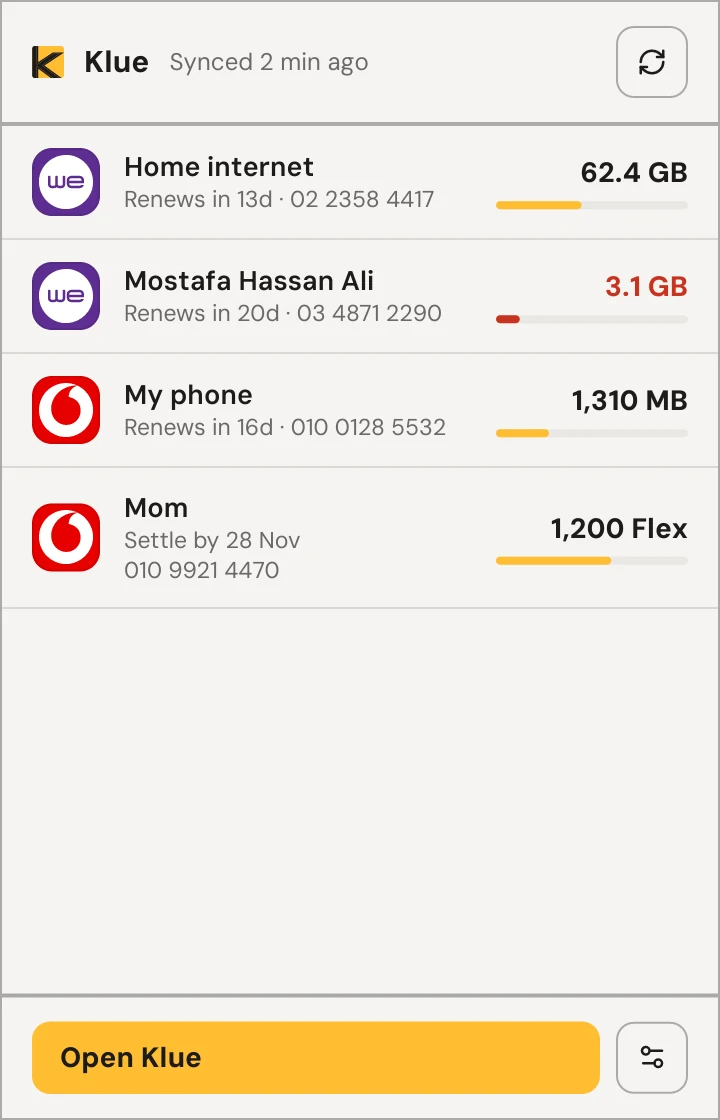 Klue Synced 2 min ago
we
Home internet
Renews in 13d · 02 2358 4417
62.4 GB
we
Mostafa Hassan Ali
Renews in 20d · 03 4871 2290
3.1 GB
My phone
Renews in 16d · 010 0128 5532
1,310 MB
Mom
Settle by 28 Nov
010 9921 4470
1,200 Flex
Open Klue